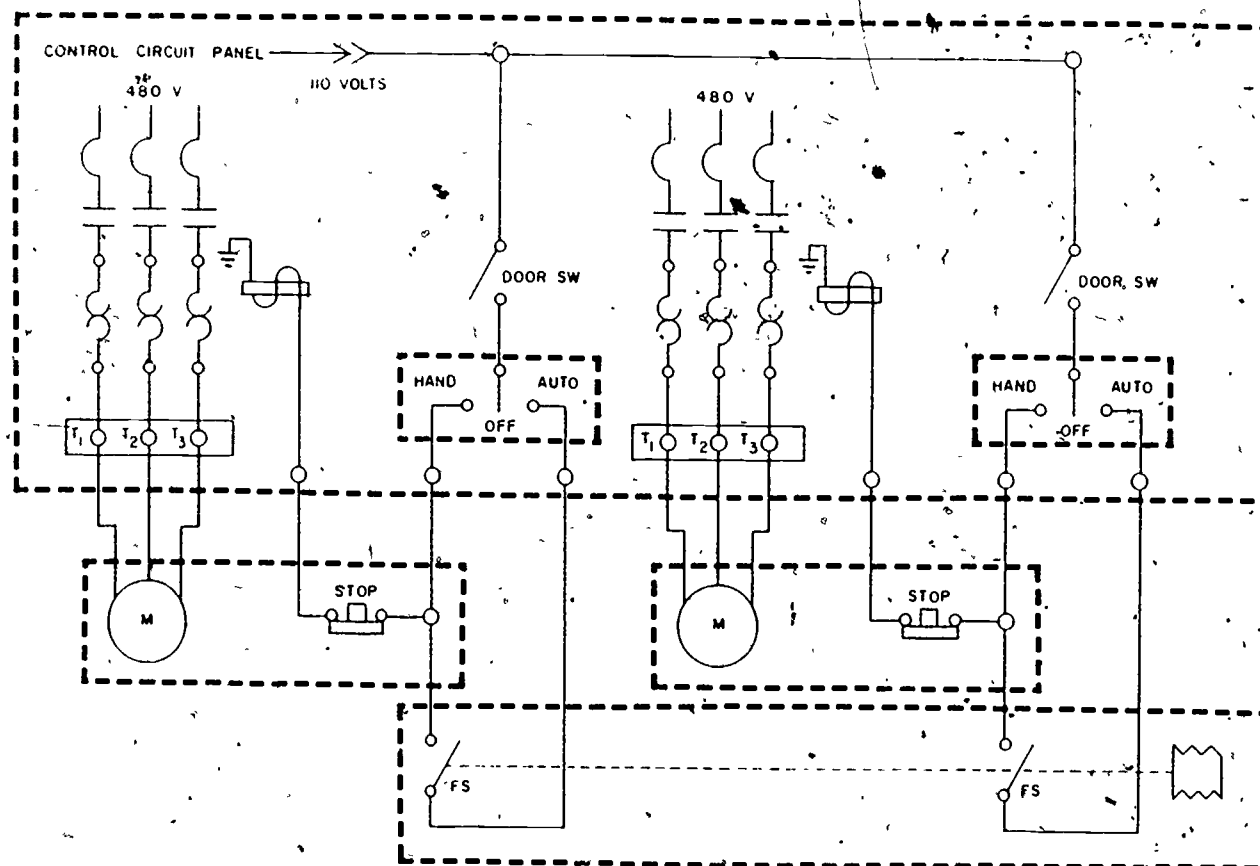 CONTROL CIRCUIT PANEL
110 VOLTS
480 V
480 V
DOOR SW
DOOR SW
HAND AUTO
OFF
HAND AUTO
OFF
T1 T2 T3
T1 T2 T3
STOP
M
STOP
M
FS
FS